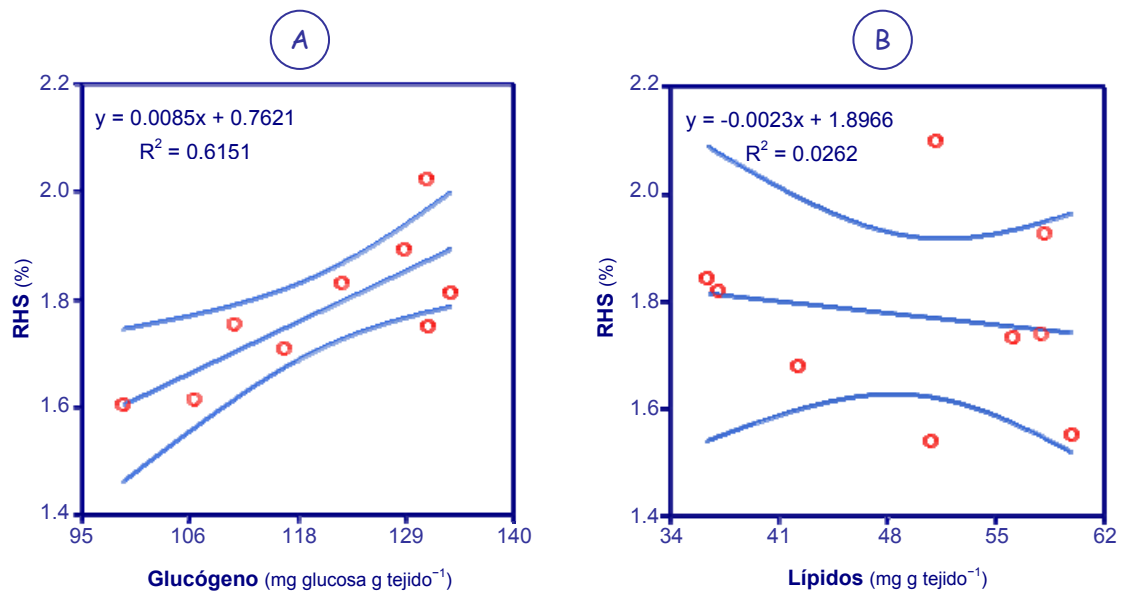 A
2.2
2.0
1.8
1.6
1.4
RHS (%)
y = 0.0085x + 0.7621
R² = 0.6151
95
106
118
129
140
Glucógeno (mg glucosa g tejido⁻¹)
B
2.2
2.0
1.8
1.6
1.4
RHS (%)
y = -0.0023x + 1.8966
R² = 0.0262
34
41
48
55
62
Lípidos (mg g tejido⁻¹)